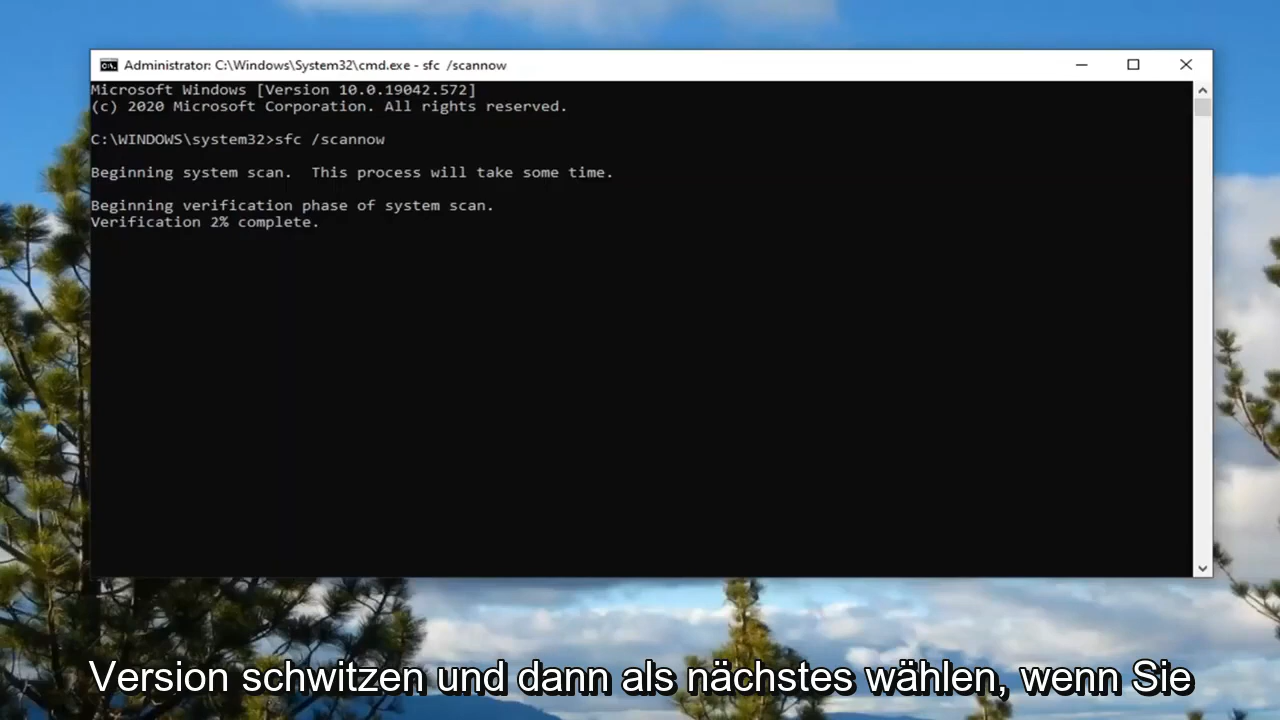 Administrator: C:\Windows\System32\cmd.exe - sfc  /scannow
Microsoft Windows [Version 10.0.19042.572]
(c) 2020 Microsoft Corporation. All rights reserved.
C:\WINDOWS\system32>sfc /scannow
Beginning system scan.  This process will take some time.
Beginning verification phase of system scan.
Verification 2% complete.
Version schwitzen und dann als nächstes wählen, wenn Sie